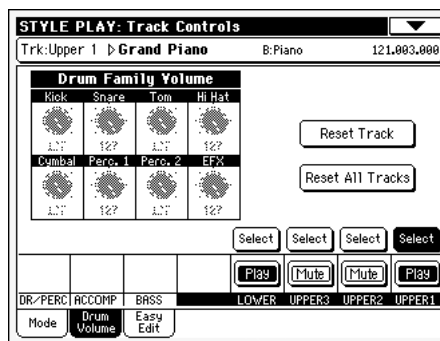 STYLE PLAY: Track Controls
Trk:Upper 1 ▷Grand Piano B:Piano 121.003.000
Drum Family Volume
Kick Snare Tom Hi Hat
127 127 127 127
Cymbal Perc. 1 Perc. 2 EFX
127 127 127 127
Reset Track
Reset All Tracks
Select Select Select Select
Play Mute Mute Play
DR/PERC ACCOMP BASS LOWER UPPER3 UPPER2 UPPER1
Mode Drum Volume Easy Edit